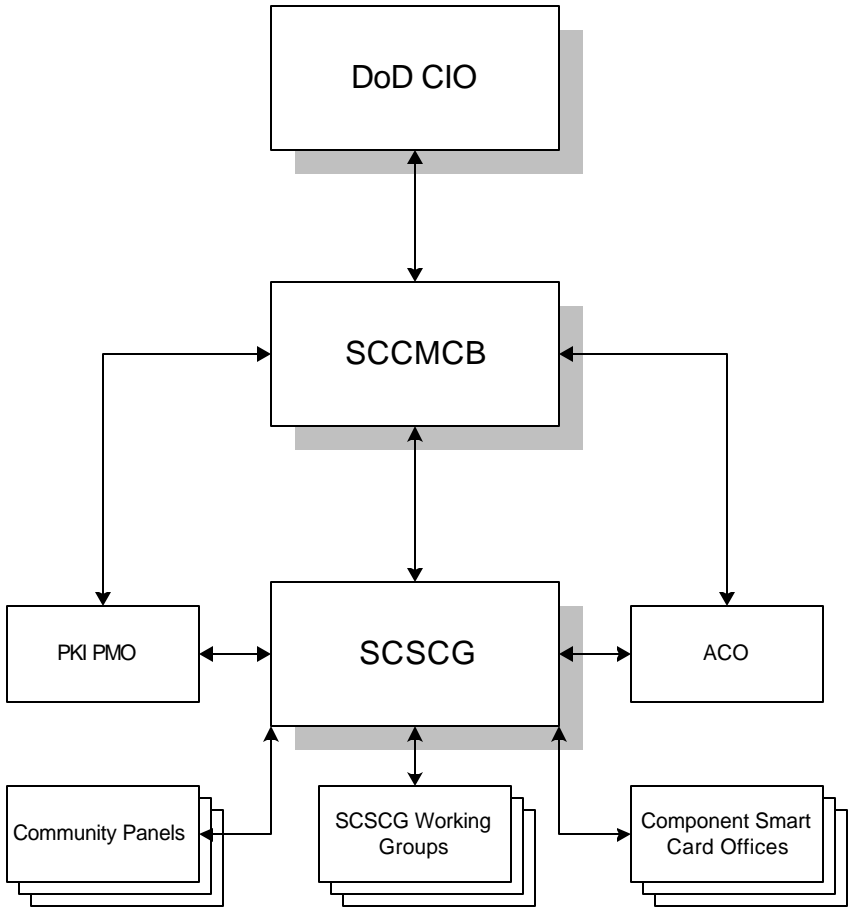 DoD CIO
SCCMCB
PKI PMO
SCSCG
ACO
Community Panels
SCSCG Working
Groups
Component Smart
Card Offices